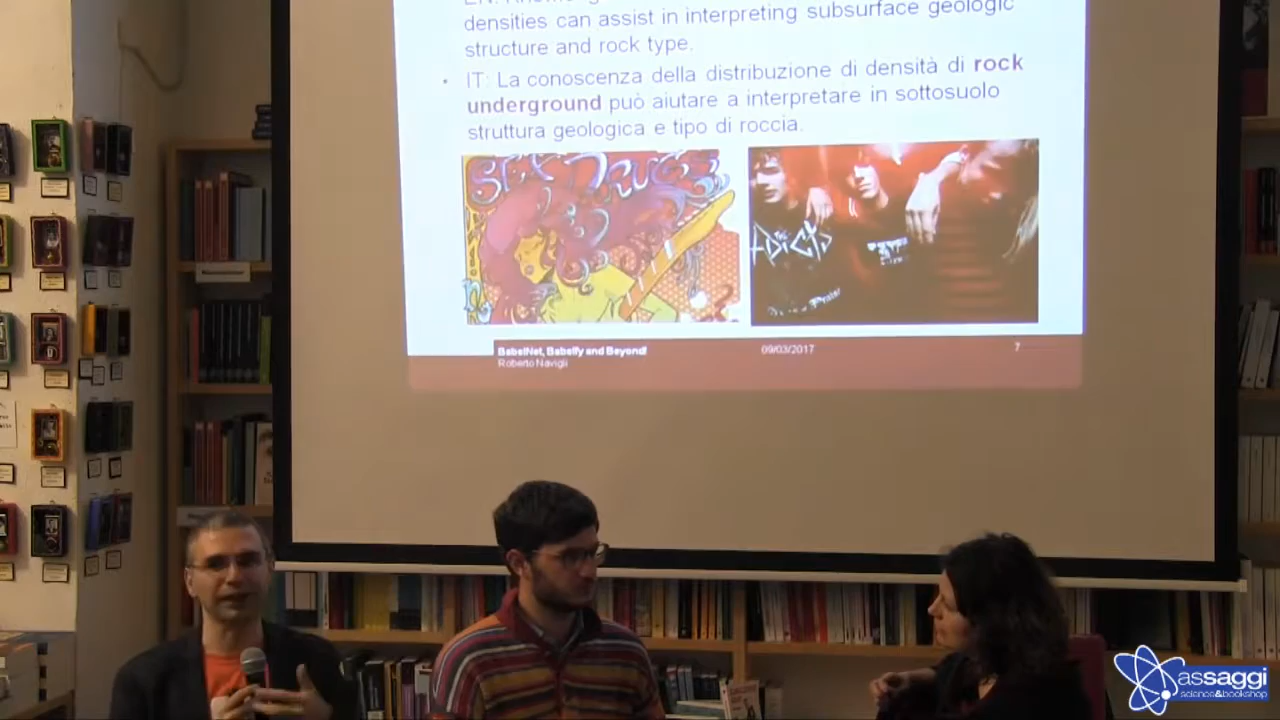 densities can assist in interpreting subsurface geologic
structure and rock type.
• IT: La conoscenza della distribuzione di densità di rock
underground può aiutare a interpretare in sottosuolo
struttura geologica e tipo di roccia.
SEX DRUGS
BabelNet, Babelfy and Beyond!
Roberto Navigli
09/03/2017
7
assaggi
science&bookshop